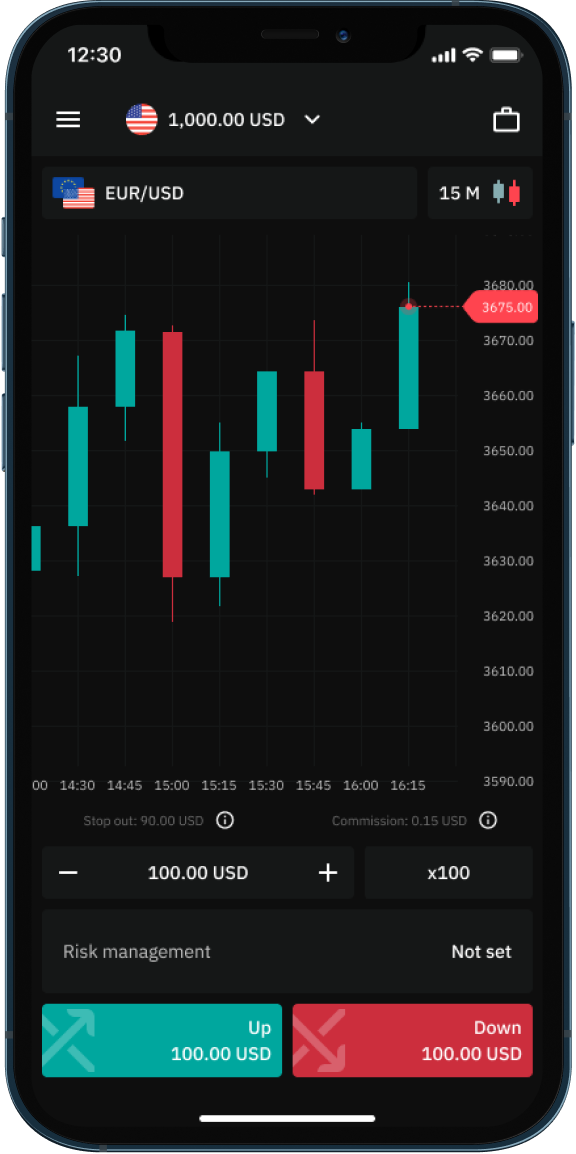 12:30
1,000.00 USD
EUR/USD
15 M
3680.00
3675.00
3670.00
3660.00
3650.00
3640.00
3630.00
3620.00
3610.00
3600.00
3590.00
00 14:30 14:45 15:00 15:15 15:30 15:45 16:00 16:15
Stop out: 90.00 USD
Commission: 0.15 USD
100.00 USD
x100
Risk management
Not set
Up
100.00 USD
Down
100.00 USD